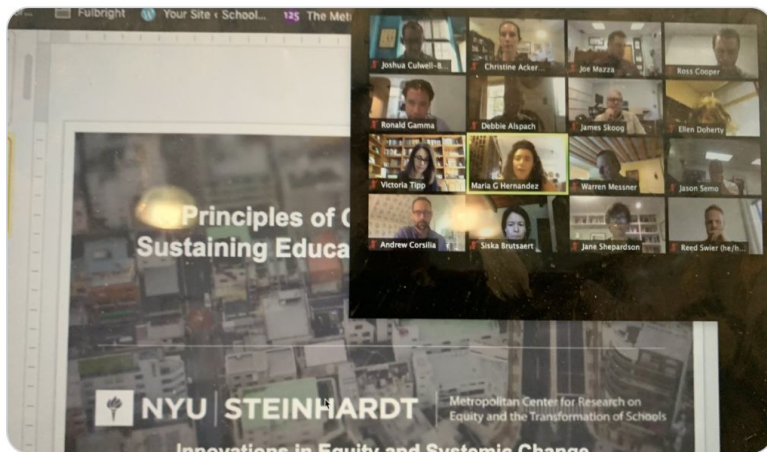 Fulbright
Your Site ‹ School...
125 The Met
Joshua Culwell-B...
Christine Acker...
Joe Mazza
Ross Cooper
Ronald Gamma
Debbie Alspach
James Skoog
Ellen Doherty
Victoria Tipp
Maria G Hernandez
Warren Messner
Jason Semo
Andrew Corsilia
Siska Brutsaert
Jane Shepardson
Reed Swier (he/h...
Principles of
Sustaining Educa
NYU STEINHARDT
Metropolitan Center for Research on
Equity and the Transformation of Schools
Innovations in Equity and Systemic Change